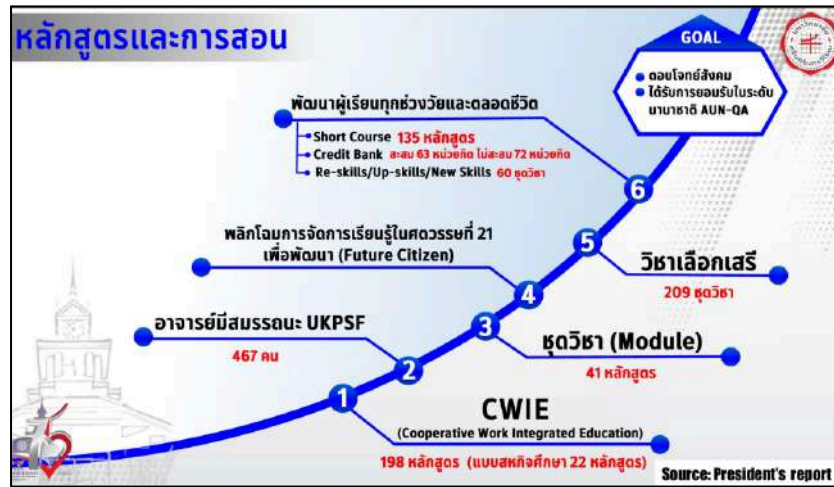 หลักสูตรและการสอน
GOAL
ตอบโจทย์สังคม
ได้รับการยอมรับในระดับ
นานาชาติ AUN-QA
พัฒนาผู้เรียนทุกช่วงวัยและตลอดชีวิต
Short Course 135 หลักสูตร
Credit Bank สะสม 63 หน่วยกิต ไม่สะสม 72 หน่วยกิต
Re-skills/Up-skills/New Skills 60 ชุดวิชา
6
พลิกโฉมการจัดการเรียนรู้ในศตวรรษที่ 21
เพื่อพัฒนา (Future Citizen)
5
วิชาเลือกเสรี
209 ชุดวิชา
4
อาจารย์มีสมรรถนะ UKPSF
467 คน
3
ชุดวิชา (Module)
41 หลักสูตร
2
1
CWIE
(Cooperative Work Integrated Education)
198 หลักสูตร (แบบสหกิจศึกษา 22 หลักสูตร)
Source: President's report